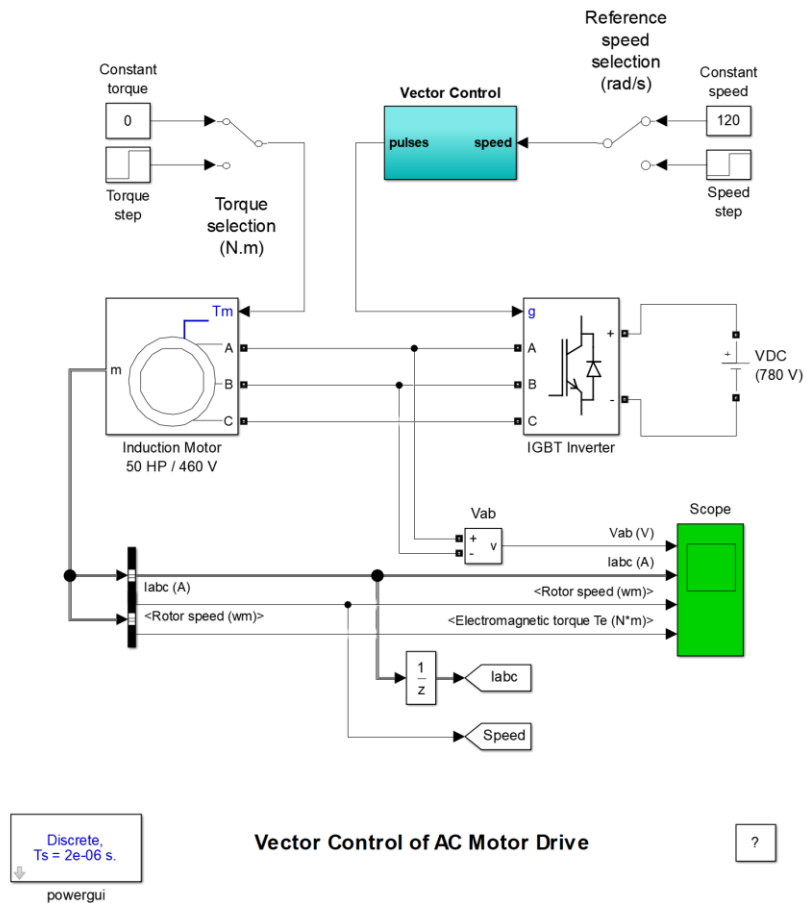 Reference
speed
selection
(rad/s)
Constant
torque
0
Torque
step
Torque
selection
(N.m)
Vector Control
pulses
speed
Constant
speed
120
Speed
step
Tm
m
A
B
C
Induction Motor
50 HP / 460 V
g
A
B
C
+
-
IGBT Inverter
+
VDC
(780 V)
Vab
+
-
v
Scope
Vab (V)
Iabc (A)
<Rotor speed (wm)>
<Electromagnetic torque Te (N*m)>
Iabc (A)
<Rotor speed (wm)>
1
z
Iabc
Speed
Discrete,
Ts = 2e-06 s.
powergui
Vector Control of AC Motor Drive
?